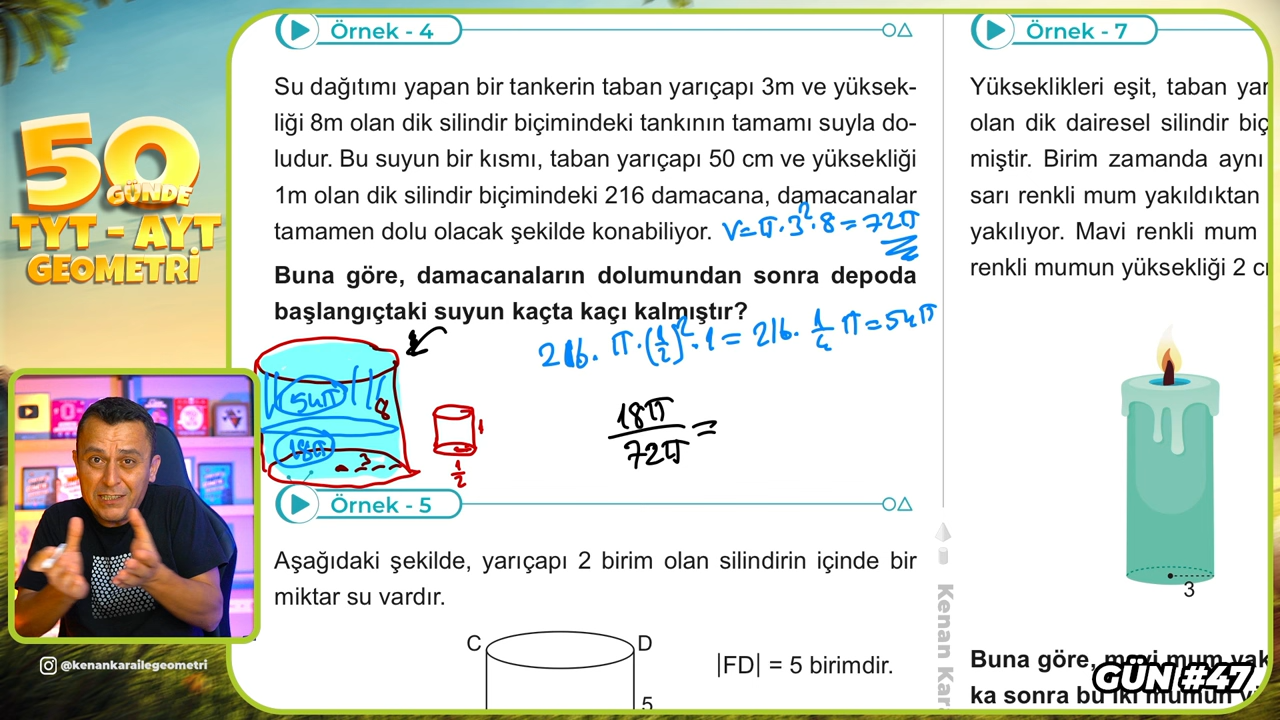 50
GÜNDE
TYT - AYT
GEOMETRİ
@kenankarailegeometri
Örnek - 4
Su dağıtımı yapan bir tankerin taban yarıçapı 3m ve yüksek-
liği 8m olan dik silindir biçimindeki tankının tamamı suyla do-
ludur. Bu suyun bir kısmı, taban yarıçapı 50 cm ve yüksekliği
1m olan dik silindir biçimindeki 216 damacana, damacanalar
tamamen dolu olacak şekilde konabiliyor.
V=π·3²·8=72π
Buna göre, damacanaların dolumundan sonra depoda
başlangıçtaki suyun kaçta kaçı kalmıştır?
216·π·(1/2)²·1=216·1/4π=54π
54π
8
18π
3
1
1/2
18π/72π=
Örnek - 5
Aşağıdaki şekilde, yarıçapı 2 birim olan silindirin içinde bir
miktar su vardır.
C
D
5
|FD| = 5 birimdir.
Kenan Kar
Örnek - 7
Yükseklikleri eşit, taban yar
olan dik dairesel silindir biç
miştir. Birim zamanda aynı
sarı renkli mum yakıldıktan
yakılıyor. Mavi renkli mum
renkli mumun yüksekliği 2 c
3
Buna göre, mavi mum yak
ka sonra bu iki mumun
GÜN #47